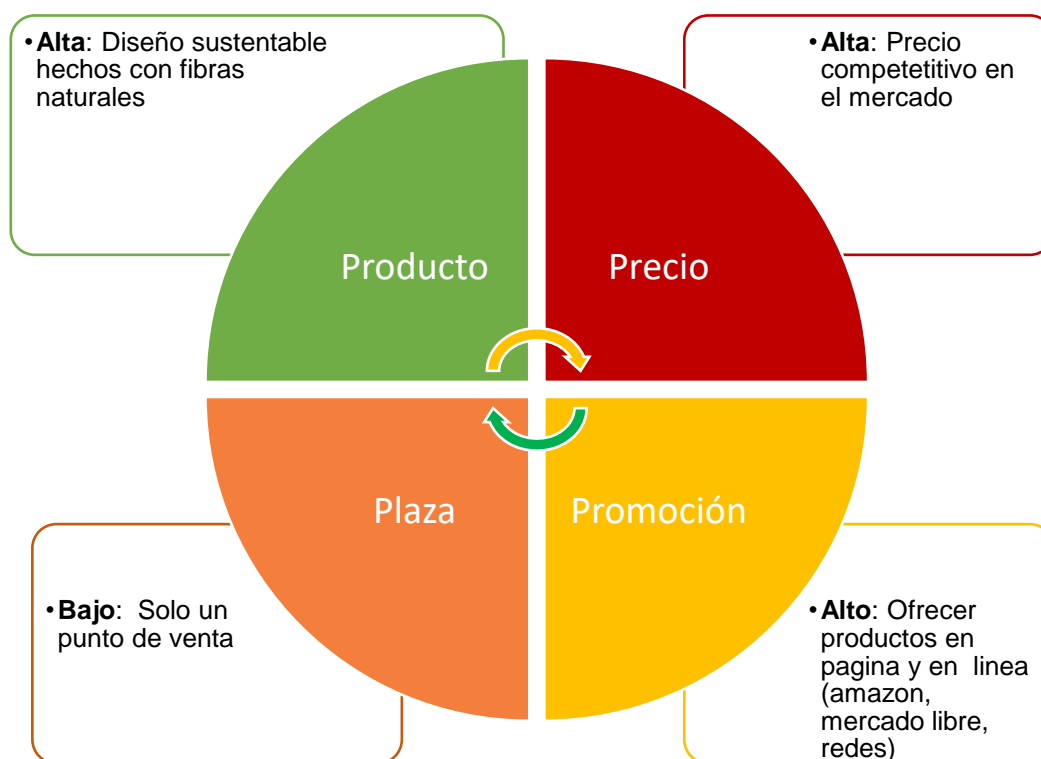 •Alta: Diseño sustentable
hechos con fibras
naturales
•Alta: Precio
competetitivo en
el mercado
Producto
Precio
Plaza
Promoción
•Bajo:  Solo un
punto de venta
•Alto: Ofrecer
productos en
pagina y en  linea
(amazon,
mercado libre,
redes)